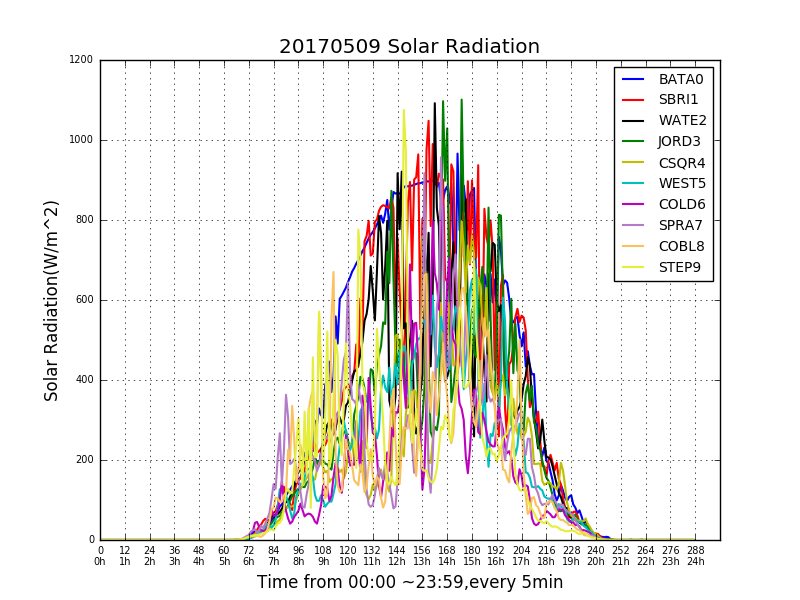 20170509 Solar Radiation
1200
1000
800
600
400
200
0
Solar Radiation(W/m^2)
BATA0
SBRI1
WATE2
JORD3
CSQR4
WEST5
COLD6
SPRA7
COBL8
STEP9
0 12 24 36 48 60 72 84 96 108 120 132 144 156 168 180 192 204 216 228 240 252 264 276 288
0h 1h 2h 3h 4h 5h 6h 7h 8h 9h 10h 11h 12h 13h 14h 15h 16h 17h 18h 19h 20h 21h 22h 23h 24h
Time from 00:00 ~23:59,every 5min